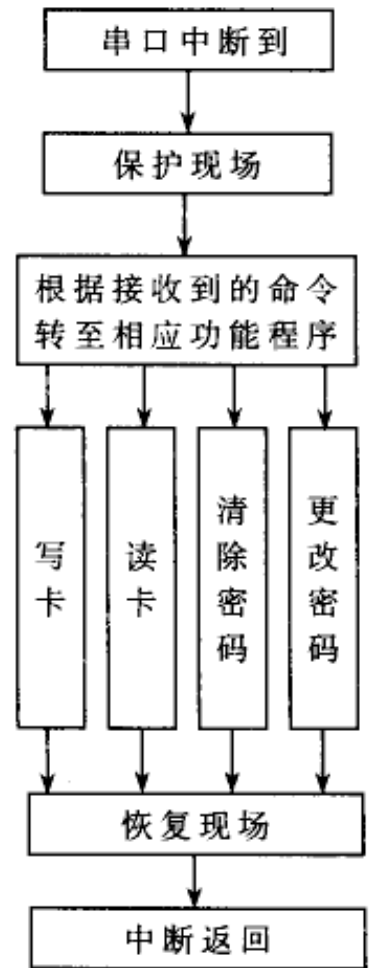 串口中断到
保护现场
根据接收到的命令
转至相应功能程序
写卡
读卡
清除密码
更改密码
恢复现场
中断返回